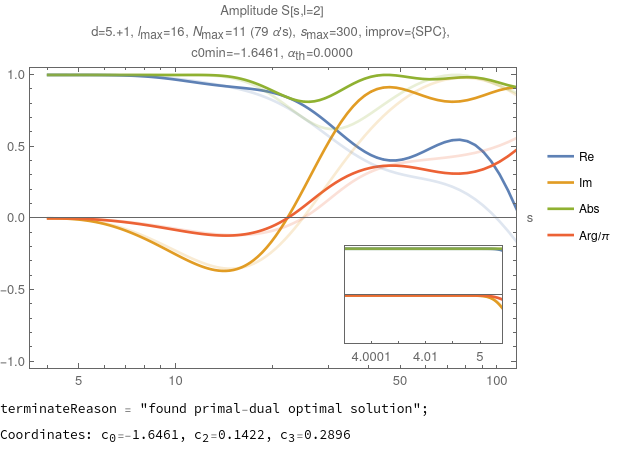 Amplitude S[s,l=2]
d=5.+1, lmax=16, Nmax=11 (79 α's), smax=300, improv={SPC},
c0min=-1.6461, αth=0.0000
1.0
0.5
0.0
-0.5
-1.0
s
Re
Im
Abs
Arg/π
4.0001 4.01 5
5 10 50 100
terminateReason = "found primal-dual optimal solution";
Coordinates: c0=-1.6461, c2=0.1422, c3=0.2896